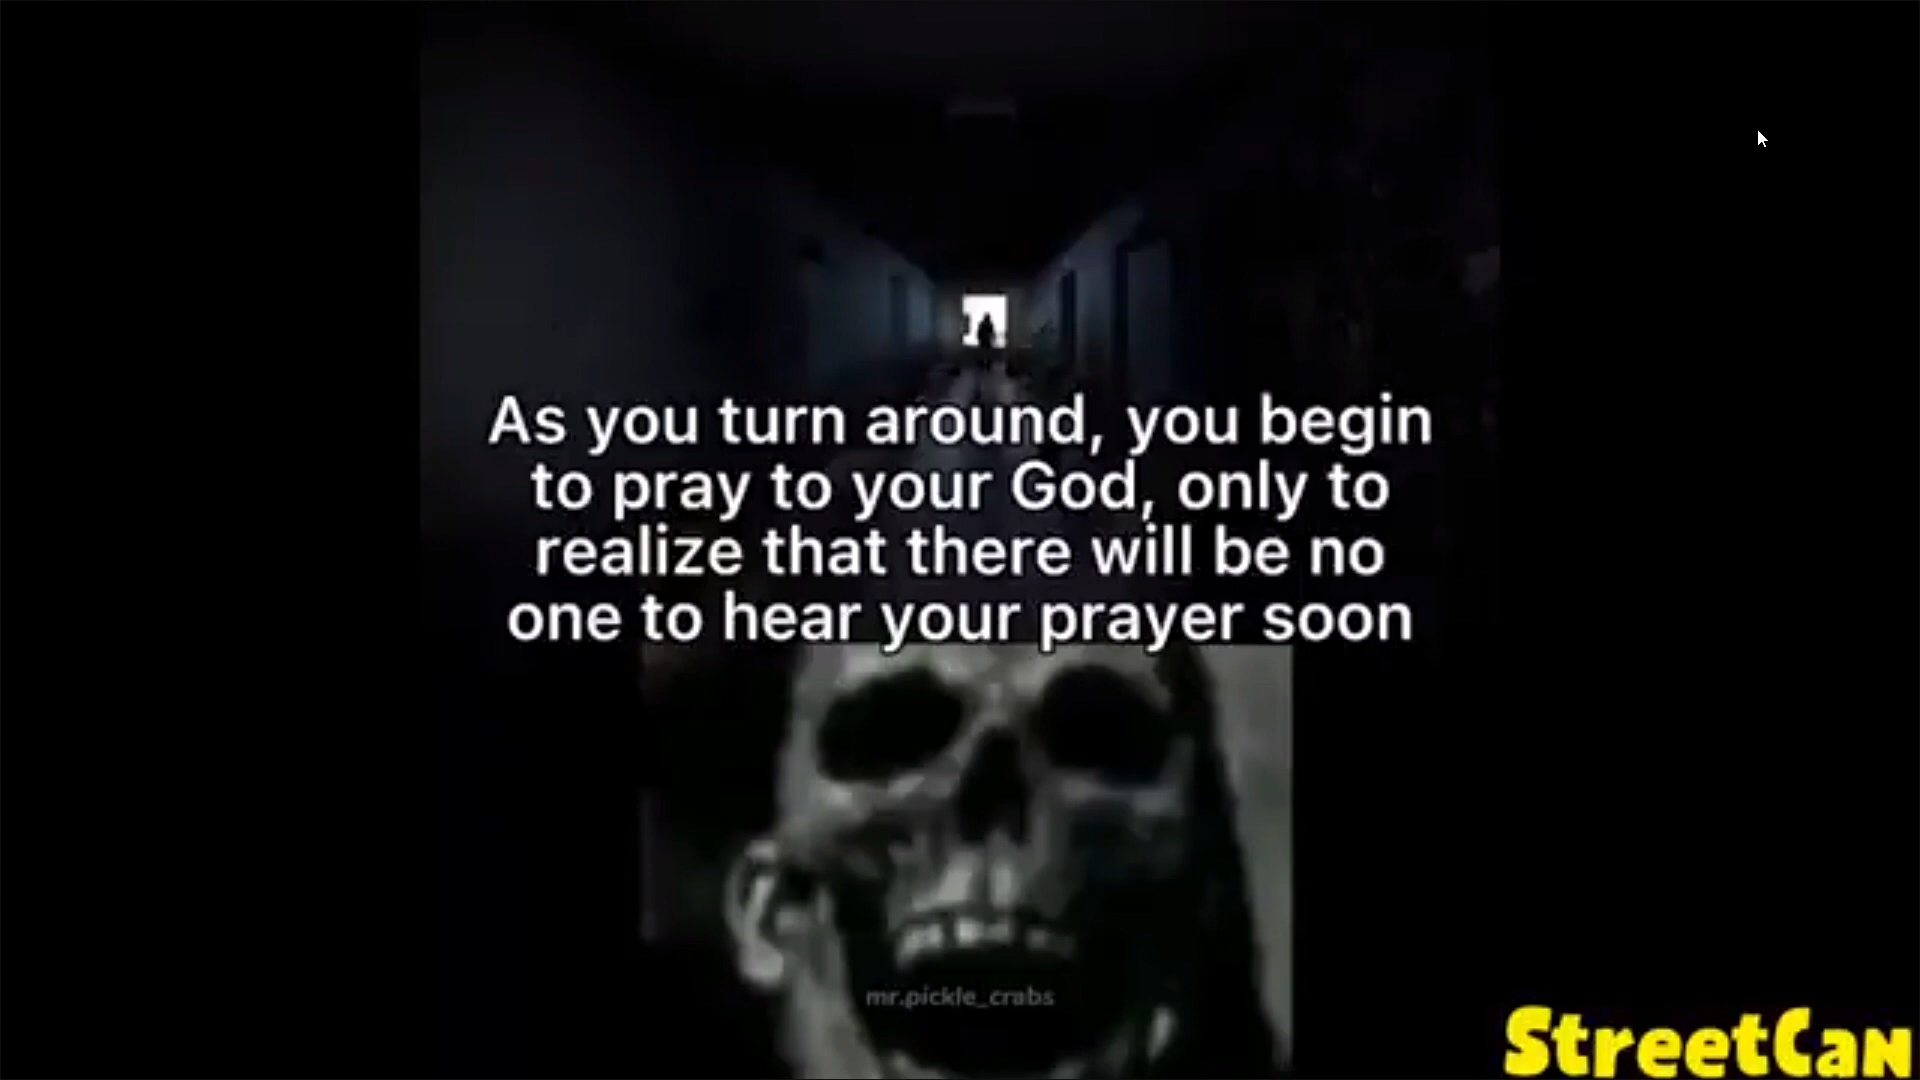 As you turn around, you begin
to pray to your God, only to
realize that there will be no
one to hear your prayer soon
mr.pickle_crabs
StreetCan